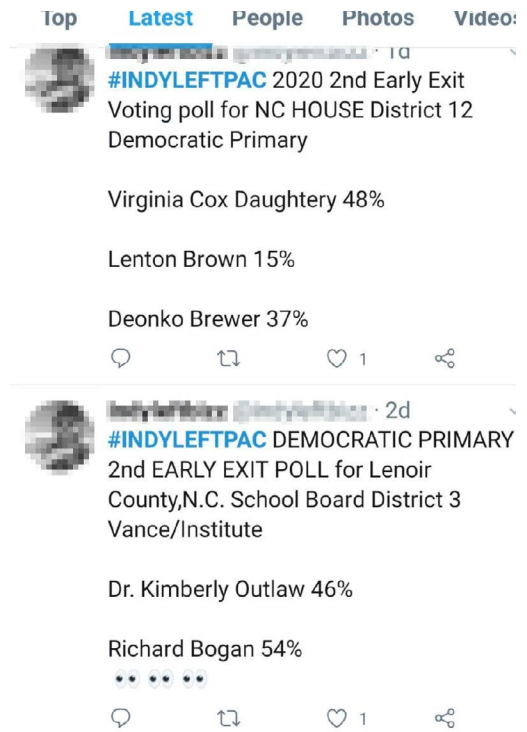 Top Latest People Photos Videos
1d
#INDYLEFTPAC 2020 2nd Early Exit
Voting poll for NC HOUSE District 12
Democratic Primary
Virginia Cox Daughtery 48%
Lenton Brown 15%
Deonko Brewer 37%
1
· 2d
#INDYLEFTPAC DEMOCRATIC PRIMARY
2nd EARLY EXIT POLL for Lenoir
County,N.C. School Board District 3
Vance/Institute
Dr. Kimberly Outlaw 46%
Richard Bogan 54%
1